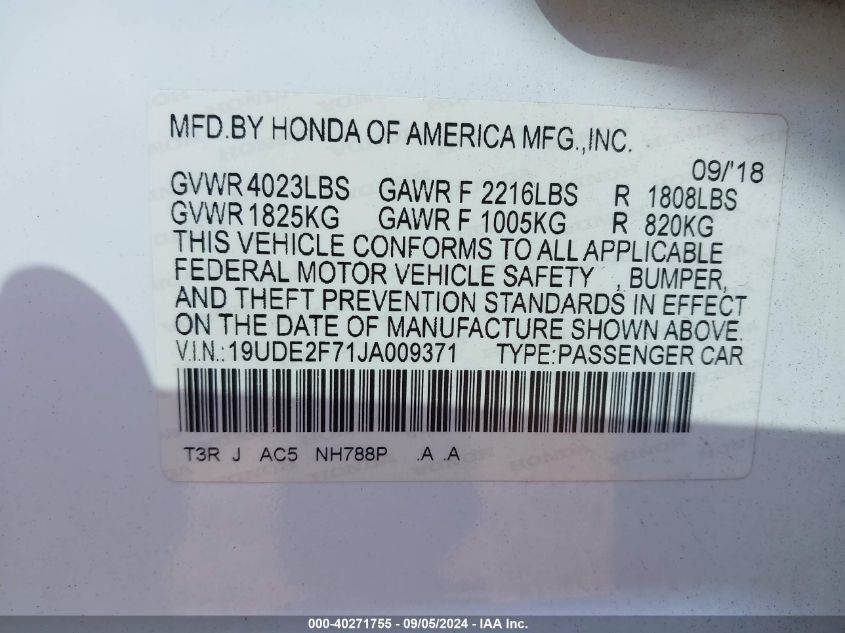 MFD.BY HONDA OF AMERICA MFG.,INC.
09/'18
GVWR 4023LBS GAWR F 2216LBS R 1808LBS
GVWR 1825KG GAWR F 1005KG R 820KG
THIS VEHICLE CONFORMS TO ALL APPLICABLE
FEDERAL MOTOR VEHICLE SAFETY , BUMPER,
AND THEFT PREVENTION STANDARDS IN EFFECT
ON THE DATE OF MANUFACTURE SHOWN ABOVE.
V.I.N.:19UDE2F71JA009371 TYPE:PASSENGER CAR
T3R J AC5 NH788P .A .A
000-40271755 - 09/05/2024 - IAA Inc.